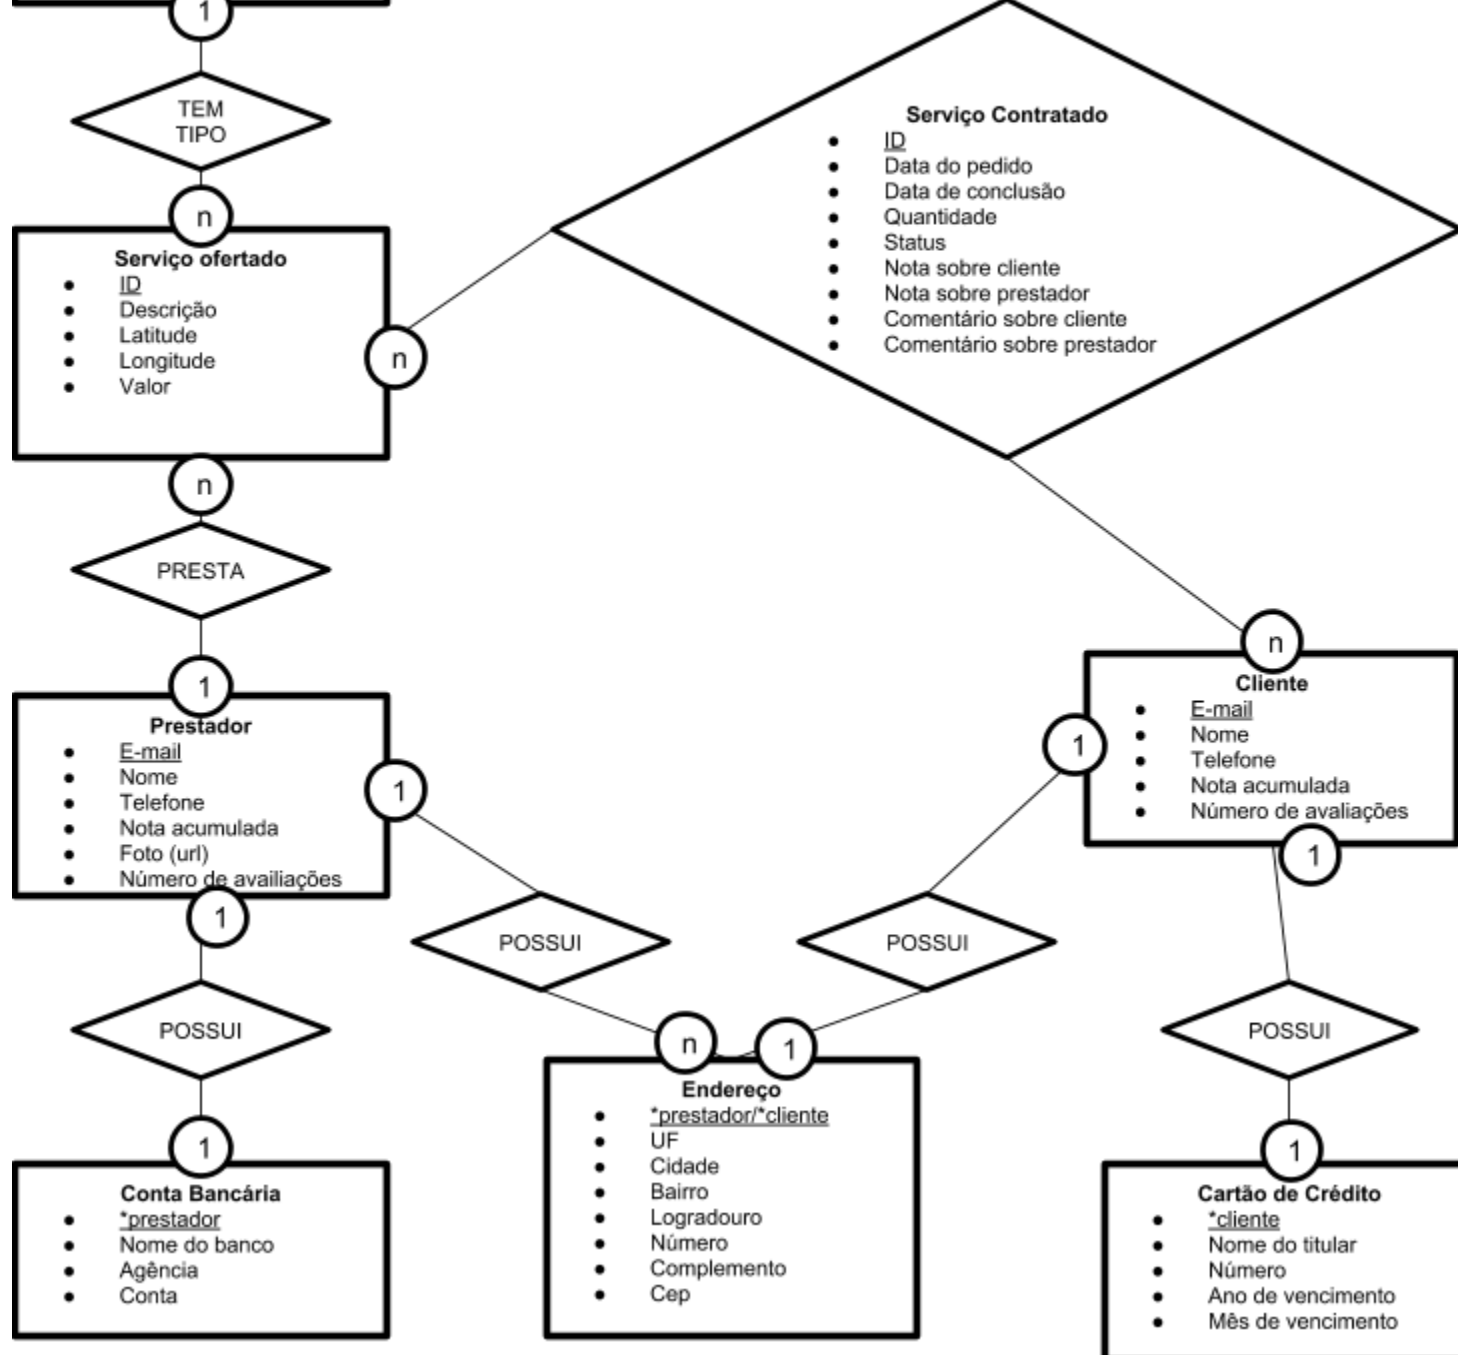 1
TEM
TIPO
n
Serviço ofertado
ID
Descrição
Latitude
Longitude
Valor
n
Serviço Contratado
ID
Data do pedido
Data de conclusão
Quantidade
Status
Nota sobre cliente
Nota sobre prestador
Comentário sobre cliente
Comentário sobre prestador
n
PRESTA
1
Prestador
E-mail
Nome
Telefone
Nota acumulada
Foto (url)
Número de availiações
1
1
n
Cliente
E-mail
Nome
Telefone
Nota acumulada
Número de avaliações
1
1
POSSUI
POSSUI
POSSUI
POSSUI
1
Conta Bancária
*prestador
Nome do banco
Agência
Conta
n
1
Endereço
*prestador/*cliente
UF
Cidade
Bairro
Logradouro
Número
Complemento
Cep
1
Cartão de Crédito
*cliente
Nome do titular
Número
Ano de vencimento
Mês de vencimento